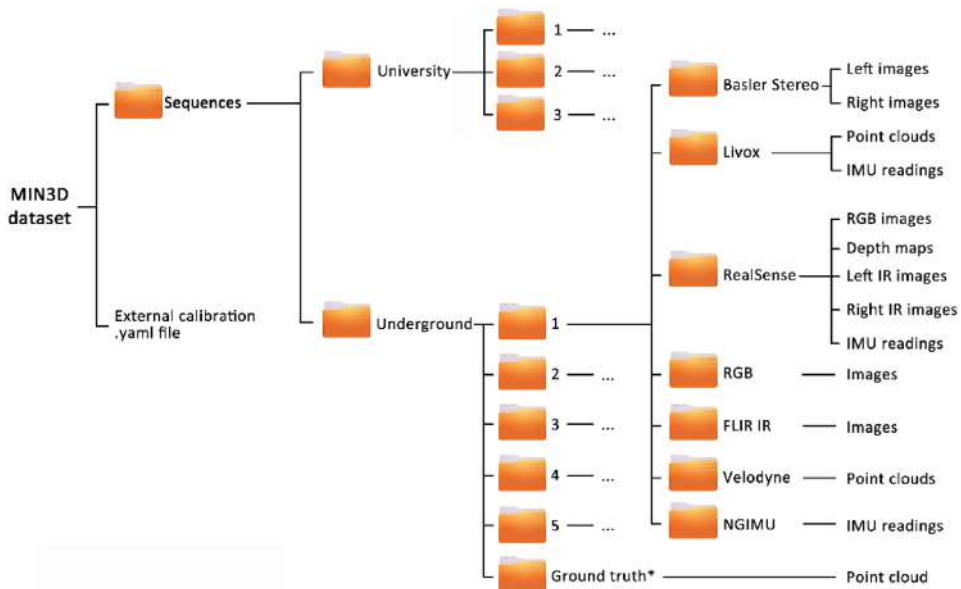 MIN3D
dataset
Sequences
External calibration
.yaml file
University
1 — ...
2 — ...
3 — ...
Underground
1
2 — ...
3 — ...
4 — ...
5 — ...
Ground truth*
Point cloud
Basler Stereo
Left images
Right images
Livox
Point clouds
IMU readings
RealSense
RGB images
Depth maps
Left IR images
Right IR images
IMU readings
RGB
Images
FLIR IR
Images
Velodyne
Point clouds
NGIMU
IMU readings